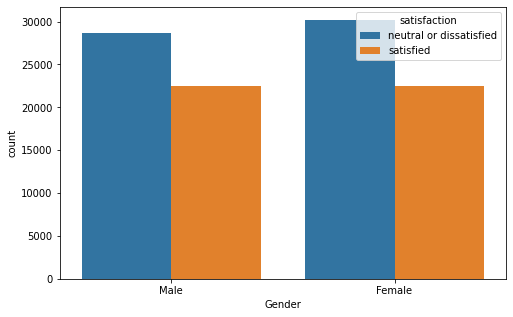 30000
25000
20000
15000
10000
5000
0
count
satisfaction
neutral or dissatisfied
satisfied
Male
Female
Gender